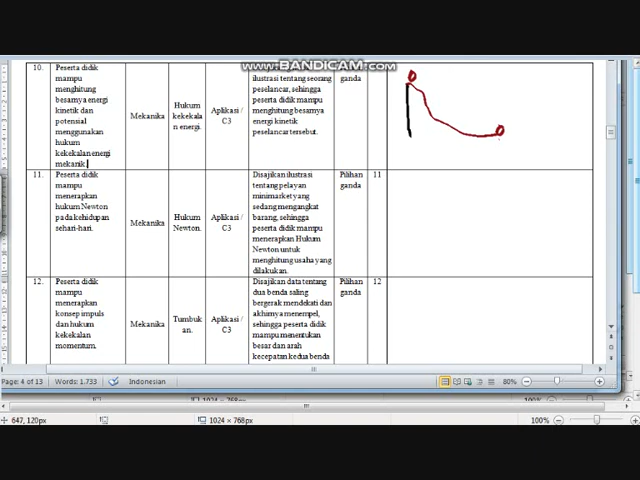 www.BANDICAM.com
10.
Peserta didik
mampu
menghitung
besarnya energi
kinetik dan
potensial
menggunakan
hukum
kekekalan energi
mekanik.
Mekanika
Hukum
kekekala
n energi.
Aplikasi /
C3
ilustrasi tentang seorang
peselancar, sehingga
peserta didik mampu
menghitung besarnya
energi kinetik
peselancar tersebut.
ganda
11.
Peserta didik
mampu
menerapkan
hukum Newton
pada kehidupan
sehari-hari.
Mekanika
Hukum
Newton.
Aplikasi /
C3
Disajikan ilustrasi
tentang pelayan
minimarket yang
sedang mengangkat
barang, sehingga
peserta didik mampu
menerapkan Hukum
Newton untuk
menghitung usaha yang
dilakukan.
Pilihan
ganda
11
12.
Peserta didik
mampu
menerapkan
konsep impuls
dan hukum
kekekalan
momentum.
Mekanika
Tumbuk
an.
Aplikasi /
C3
Disajikan data tentang
dua benda saling
bergerak mendekati dan
akhirnya menempel,
sehingga peserta didik
mampu menentukan
besar dan arah
kecepatan kedua benda
Pilihan
ganda
12
Page: 4 of 13
Words: 1.733
Indonesian
80%
647, 120px
1024 × 768px
100%